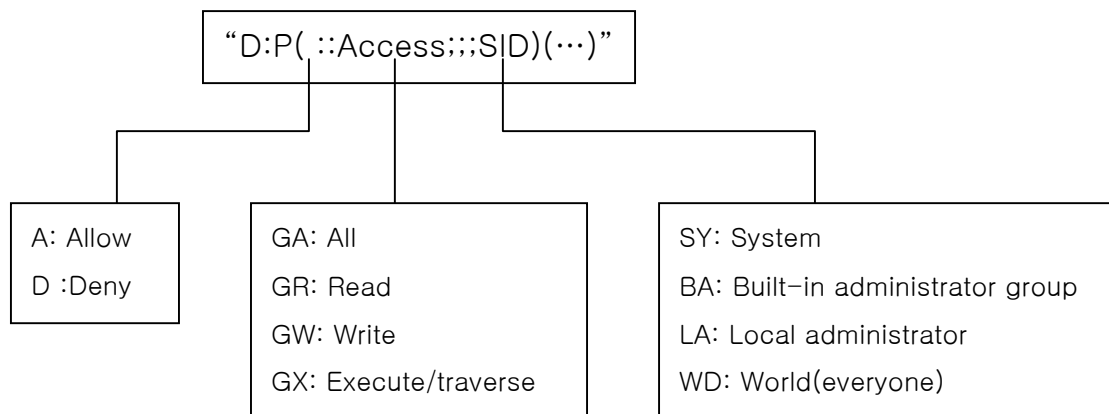 “D:P( ::Access;;;SID)(…)”
A: Allow
D :Deny
GA: All
GR: Read
GW: Write
GX: Execute/traverse
SY: System
BA: Built-in administrator group
LA: Local administrator
WD: World(everyone)